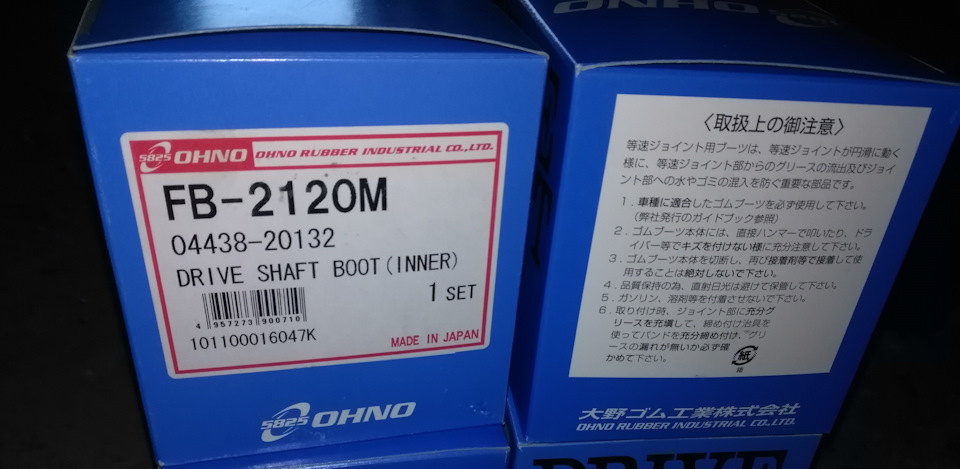 OHNO
5825 OHNO OHNO RUBBER INDUSTRIAL CO.,LTD.
FB-2120M
04438-20132
DRIVE SHAFT BOOT(INNER)
1 SET
4 957273 900710
101100016047K
MADE IN JAPAN
5825 OHNO
OHNO
〈取扱上の御注意〉
等速ジョイント用ブーツは、等速ジョイントが円滑に働く
様に、等速ジョイント部からのグリースの流出及びジョイ
ント部への水やゴミの混入を防ぐ重要な部品です。
1．車種に適合したゴムブーツを必ず使用して下さい。
（弊社発行のガイドブック参照）
2．ゴムブーツ本体には、直接ハンマーで叩いたり、ドラ
イバー等でキズを付けない様に充分注意して下さい。
3．ゴムブーツ本体を切断し、再び接着剤等で接着して使
用することは絶対しないで下さい。
4．品質保持の為、直射日光は避けて保管して下さい。
5．ガソリン、溶剤等を付着させないで下さい。
6．取り付け時、ジョイント部に充分グ
リースを充填して、締め付け治具を
使ってバンドを充分締め付け、グリ
ースの漏れが無いか必ず確
かめて下さい。
紙
箱
大野ゴム工業株式会社
OHNO RUBBER INDUSTRIAL CO.,LTD.
DRIVE